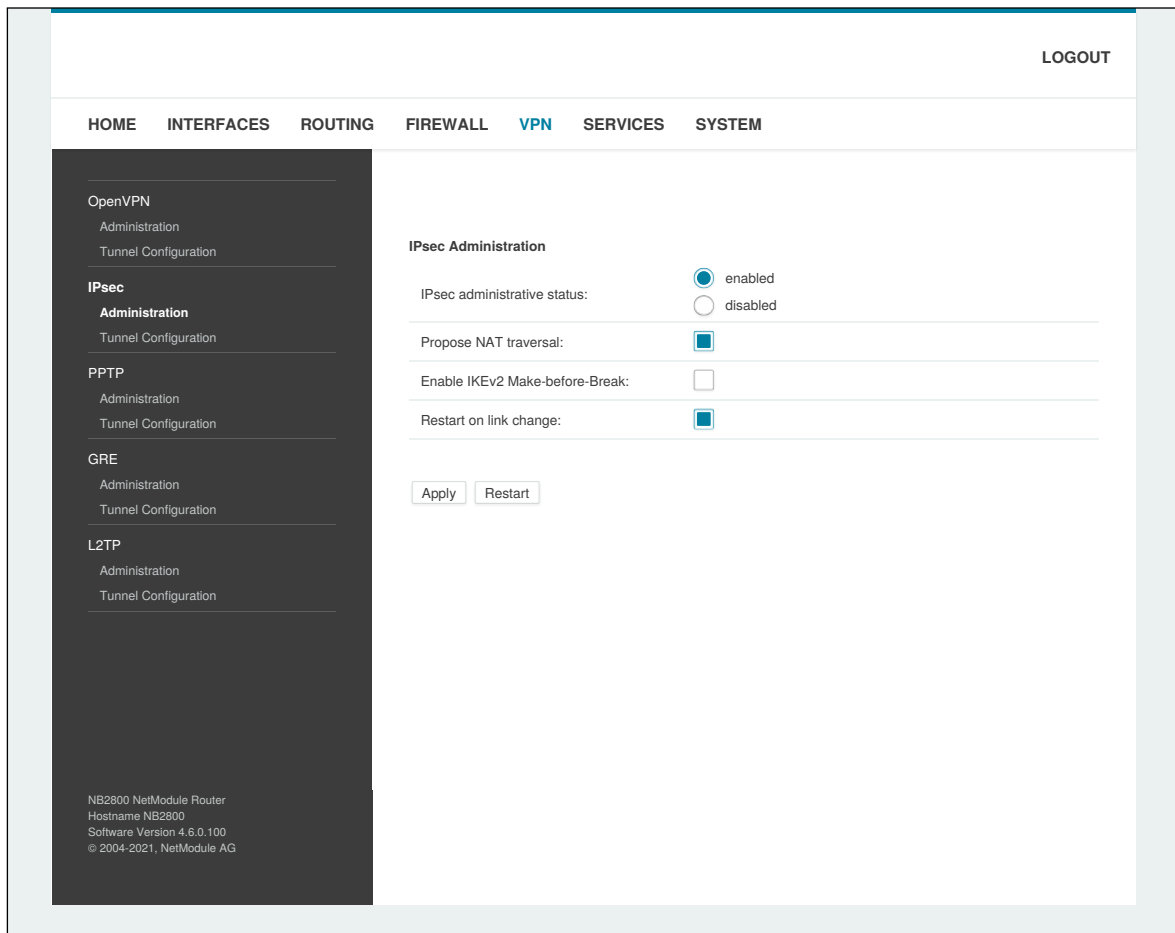 LOGOUT
HOME INTERFACES ROUTING FIREWALL VPN SERVICES SYSTEM
OpenVPN
Administration
Tunnel Configuration
IPsec
Administration
Tunnel Configuration
PPTP
Administration
Tunnel Configuration
GRE
Administration
Tunnel Configuration
L2TP
Administration
Tunnel Configuration
NB2800 NetModule Router
Hostname NB2800
Software Version 4.6.0.100
© 2004-2021, NetModule AG
IPsec Administration
IPsec administrative status:
enabled
disabled
Propose NAT traversal:
Enable IKEv2 Make-before-Break:
Restart on link change:
Apply Restart